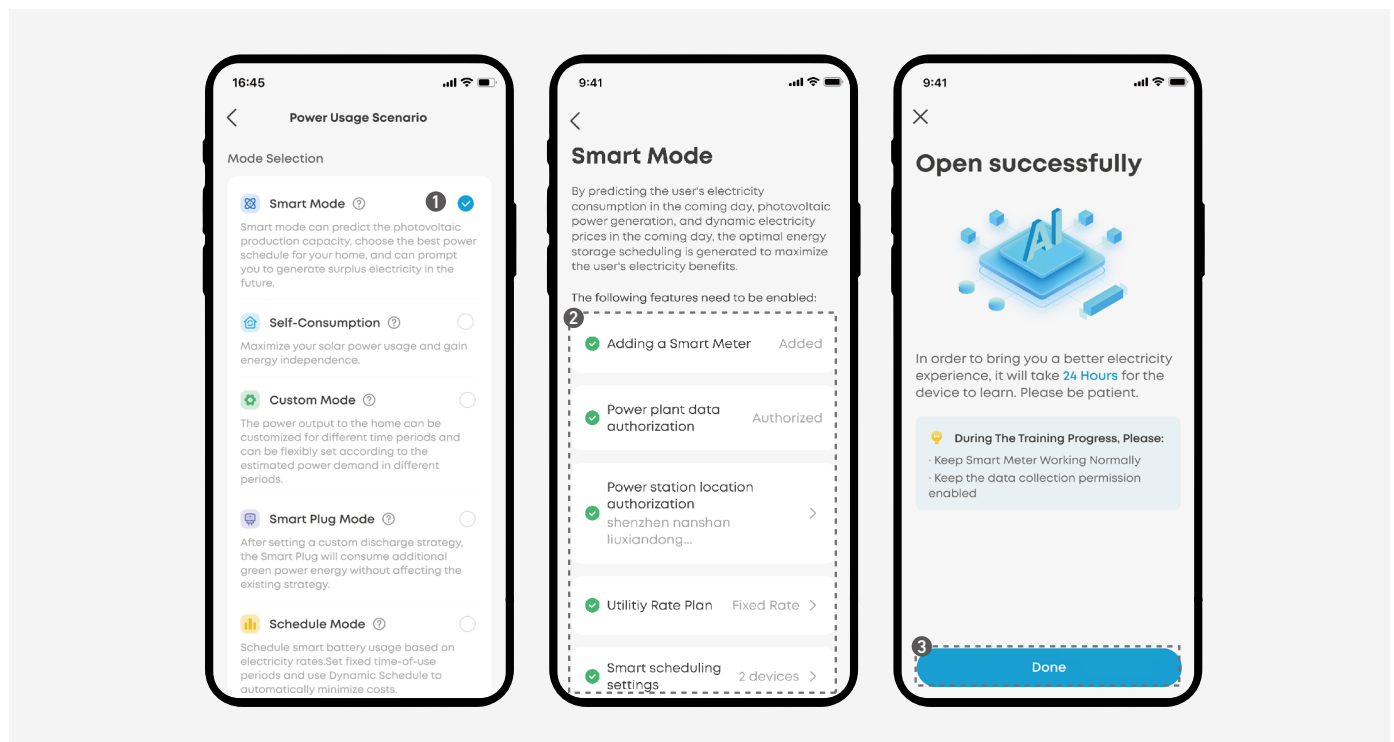 16:45
Power Usage Scenario
Mode Selection
Smart Mode
1
Smart mode can predict the photovoltaic
production capacity, choose the best power
schedule for your home, and can prompt
you to generate surplus electricity in the
future.
Self-Consumption
Maximize your solar power usage and gain
energy independence.
Custom Mode
The power output to the home can be
customized for different time periods and
can be flexibly set according to the
estimated power demand in different
periods.
Smart Plug Mode
After setting a custom discharge strategy,
the Smart Plug will consume additional
green power energy without affecting the
existing strategy.
Schedule Mode
Schedule smart battery usage based on
electricity rates.Set fixed time-of-use
periods and use Dynamic Schedule to
automatically minimize costs.
9:41
Smart Mode
By predicting the user's electricity
consumption in the coming day, photovoltaic
power generation, and dynamic electricity
prices in the coming day, the optimal energy
storage scheduling is generated to maximize
the user's electricity benefits.
The following features need to be enabled:
2
Adding a Smart Meter Added
Power plant data
authorization
Authorized
Power station location
authorization
shenzhen nanshan
liuxiandong...
Utilitiy Rate Plan Fixed Rate
Smart scheduling
settings
2 devices
9:41
Open successfully
AI
In order to bring you a better electricity
experience, it will take 24 Hours for the
device to learn. Please be patient.
During The Training Progress, Please:
· Keep Smart Meter Working Normally
· Keep the data collection permission
enabled
3
Done